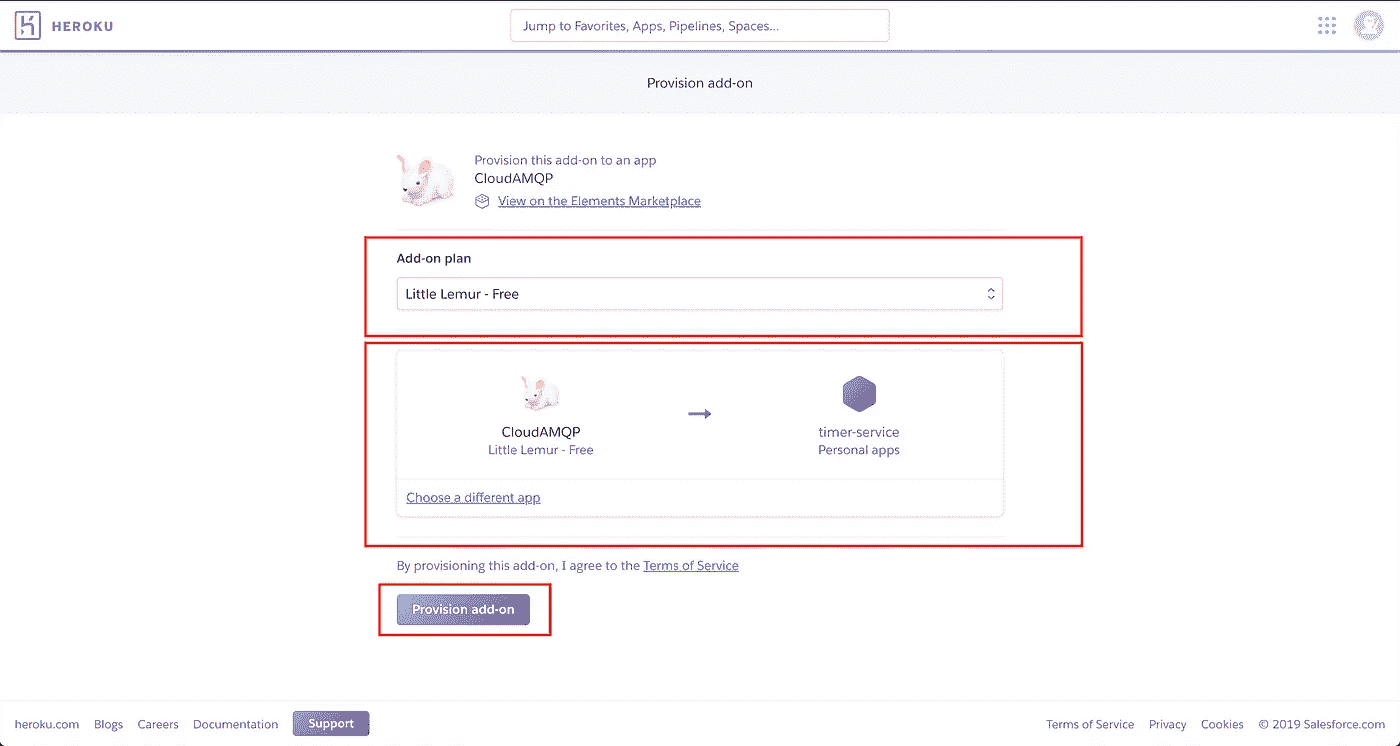 HEROKU
Jump to Favorites, Apps, Pipelines, Spaces...
Provision add-on
Provision this add-on to an app
CloudAMQP
View on the Elements Marketplace
Add-on plan
Little Lemur - Free
CloudAMQP
Little Lemur - Free
timer-service
Personal apps
Choose a different app
By provisioning this add-on, I agree to the Terms of Service
Provision add-on
heroku.com Blogs Careers Documentation Support Terms of Service Privacy Cookies © 2019 Salesforce.com